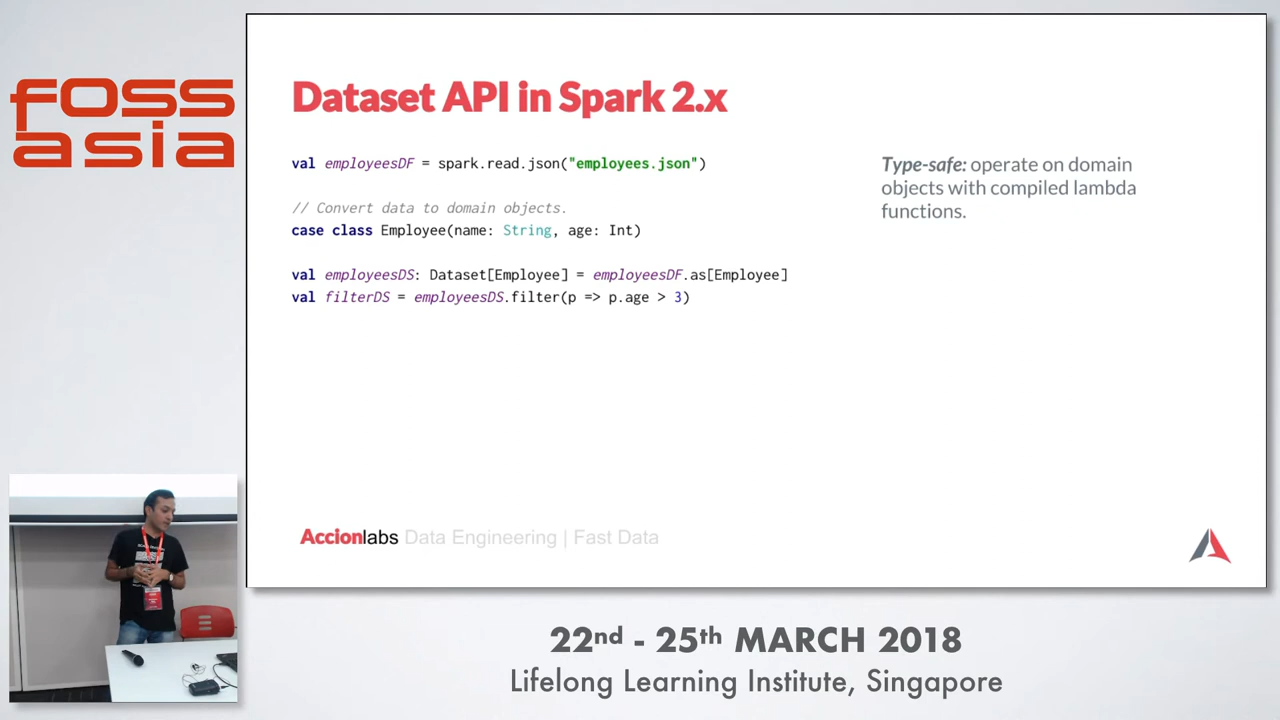 foss
asia
Dataset API in Spark 2.x
val employeesDF = spark.read.json("employees.json")
// Convert data to domain objects.
case class Employee(name: String, age: Int)
val employeesDS: Dataset[Employee] = employeesDF.as[Employee]
val filterDS = employeesDS.filter(p => p.age > 3)
Type-safe: operate on domain
objects with compiled lambda
functions.
Accionlabs Data Engineering | Fast Data
22nd - 25th MARCH 2018
Lifelong Learning Institute, Singapore